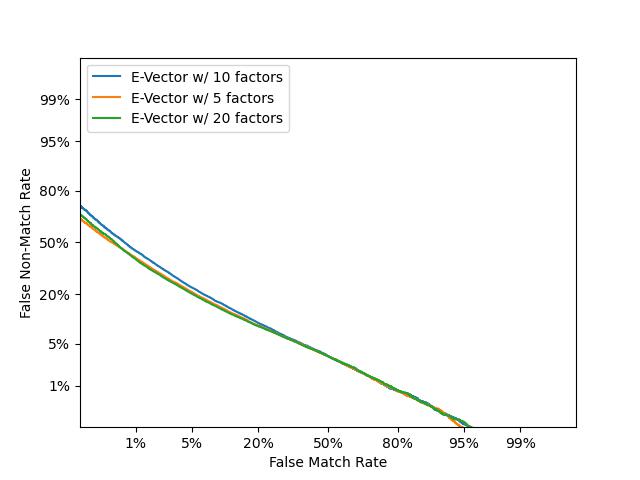 E-Vector w/ 10 factors
E-Vector w/ 5 factors
E-Vector w/ 20 factors
99%
95%
80%
50%
20%
5%
1%
False Non-Match Rate
1% 5% 20% 50% 80% 95% 99%
False Match Rate